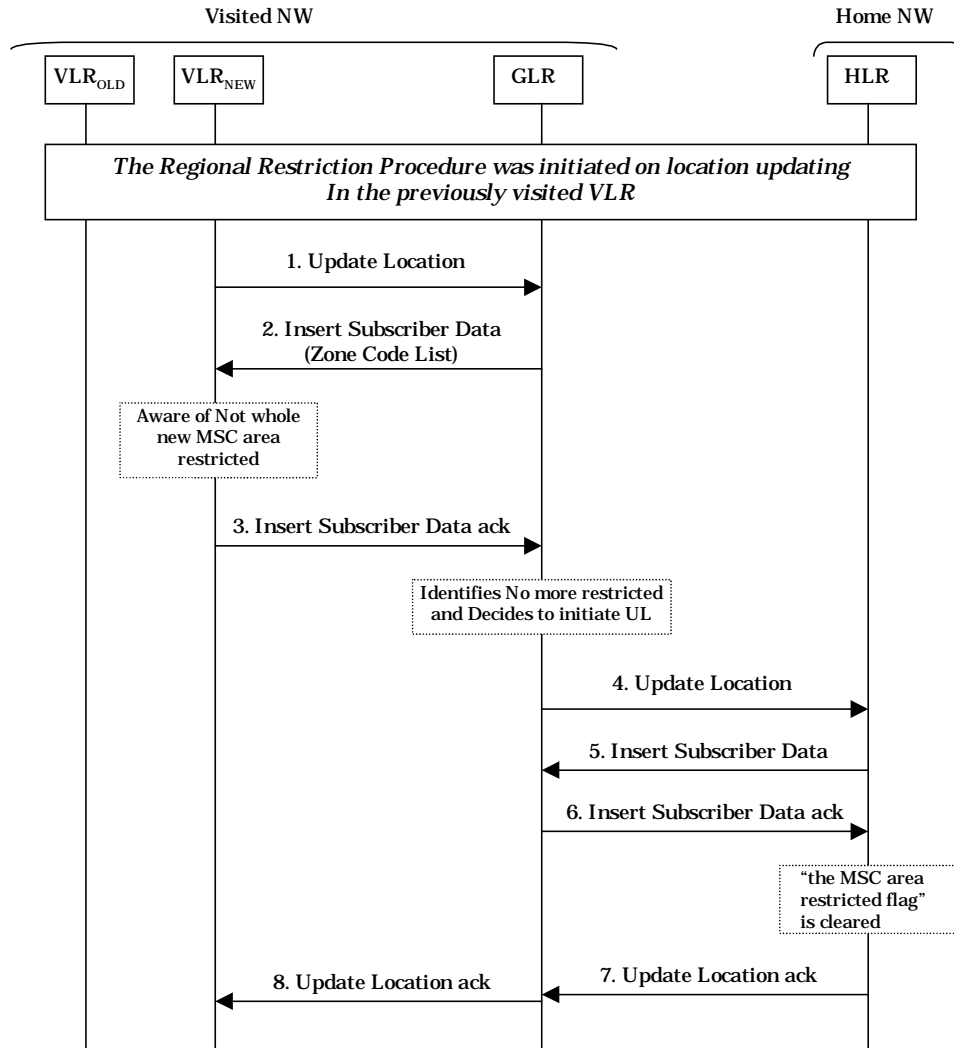 Visited NW
Home NW
VLR_OLD
VLR_NEW
GLR
HLR
The Regional Restriction Procedure was initiated on location updating
In the previously visited VLR
1. Update Location
2. Insert Subscriber Data
(Zone Code List)
Aware of Not whole
new MSC area
restricted
3. Insert Subscriber Data ack
Identifies No more restricted
and Decides to initiate UL
4. Update Location
5. Insert Subscriber Data
6. Insert Subscriber Data ack
“the MSC area
restricted flag”
is cleared
7. Update Location ack
8. Update Location ack